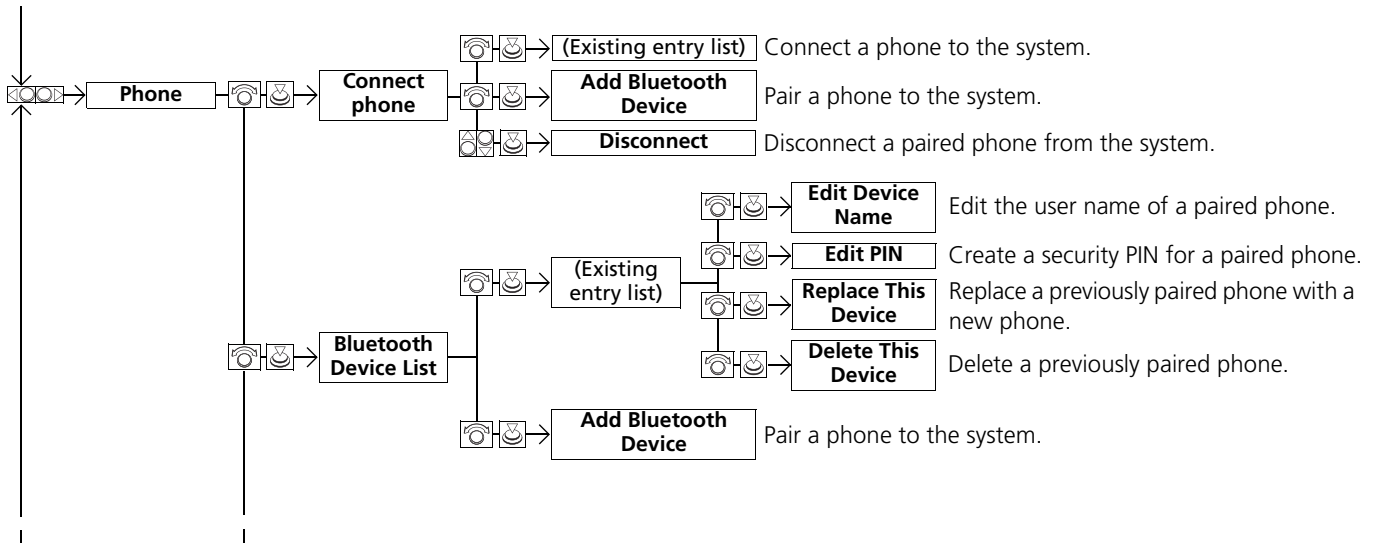 (Existing entry list) Connect a phone to the system.
Phone
Connect
phone
Add Bluetooth
Device
Pair a phone to the system.
Disconnect
Disconnect a paired phone from the system.
Edit Device
Name
Edit the user name of a paired phone.
(Existing
entry list)
Edit PIN
Create a security PIN for a paired phone.
Replace This
Device
Replace a previously paired phone with a
new phone.
Bluetooth
Device List
Delete This
Device
Delete a previously paired phone.
Add Bluetooth
Device
Pair a phone to the system.